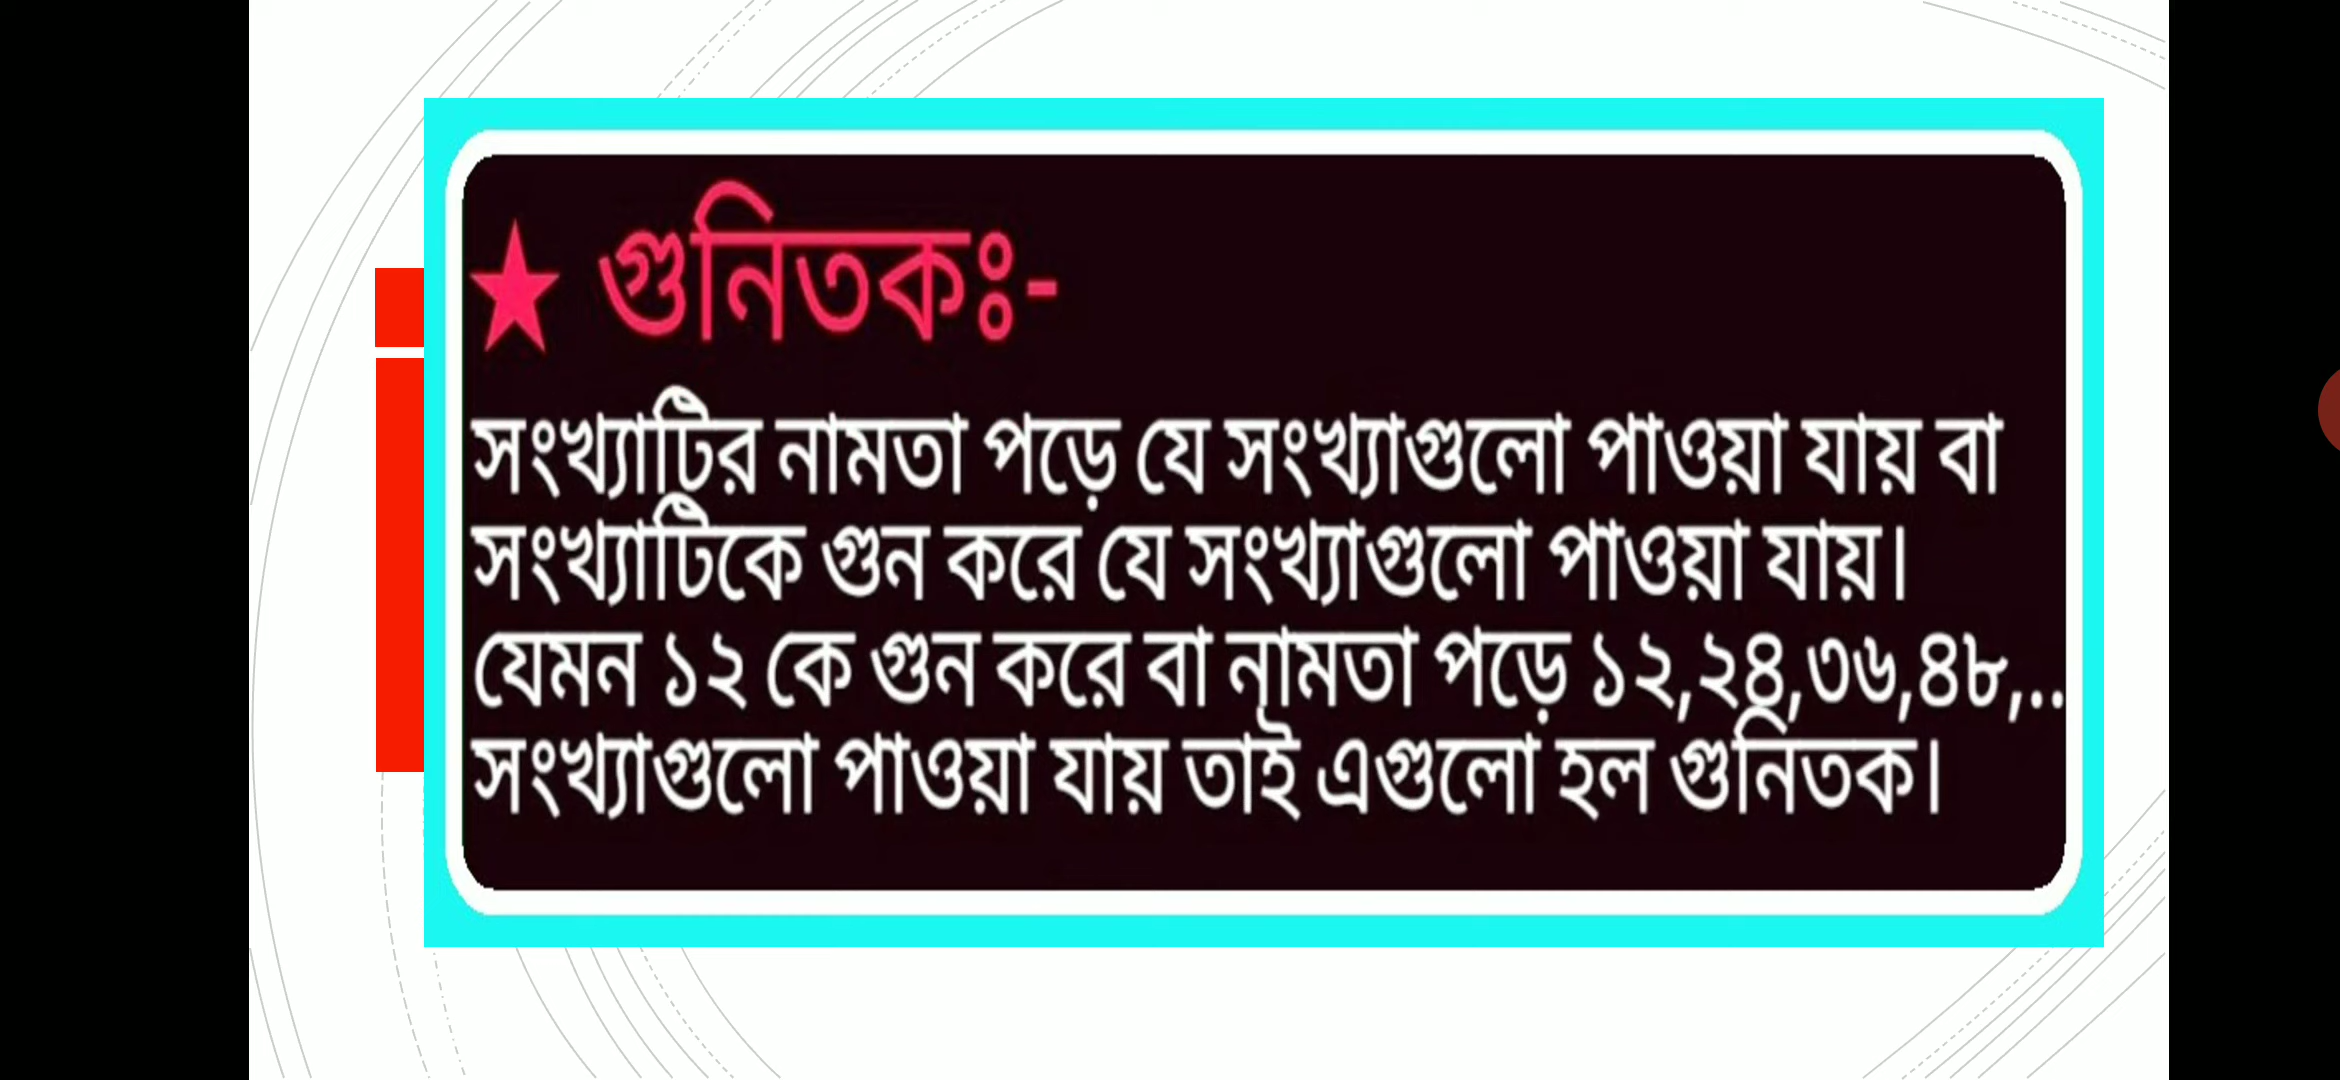 ★ গুনিতকঃ-
সংখ্যাটির নামতা পড়ে যে সংখ্যাগুলো পাওয়া যায় বা
সংখ্যাটিকে গুন করে যে সংখ্যাগুলো পাওয়া যায়।
যেমন ১২ কে গুন করে বা নামতা পড়ে ১২,২৪,৩৬,৪৮,..
সংখ্যাগুলো পাওয়া যায় তাই এগুলো হল গুনিতক।